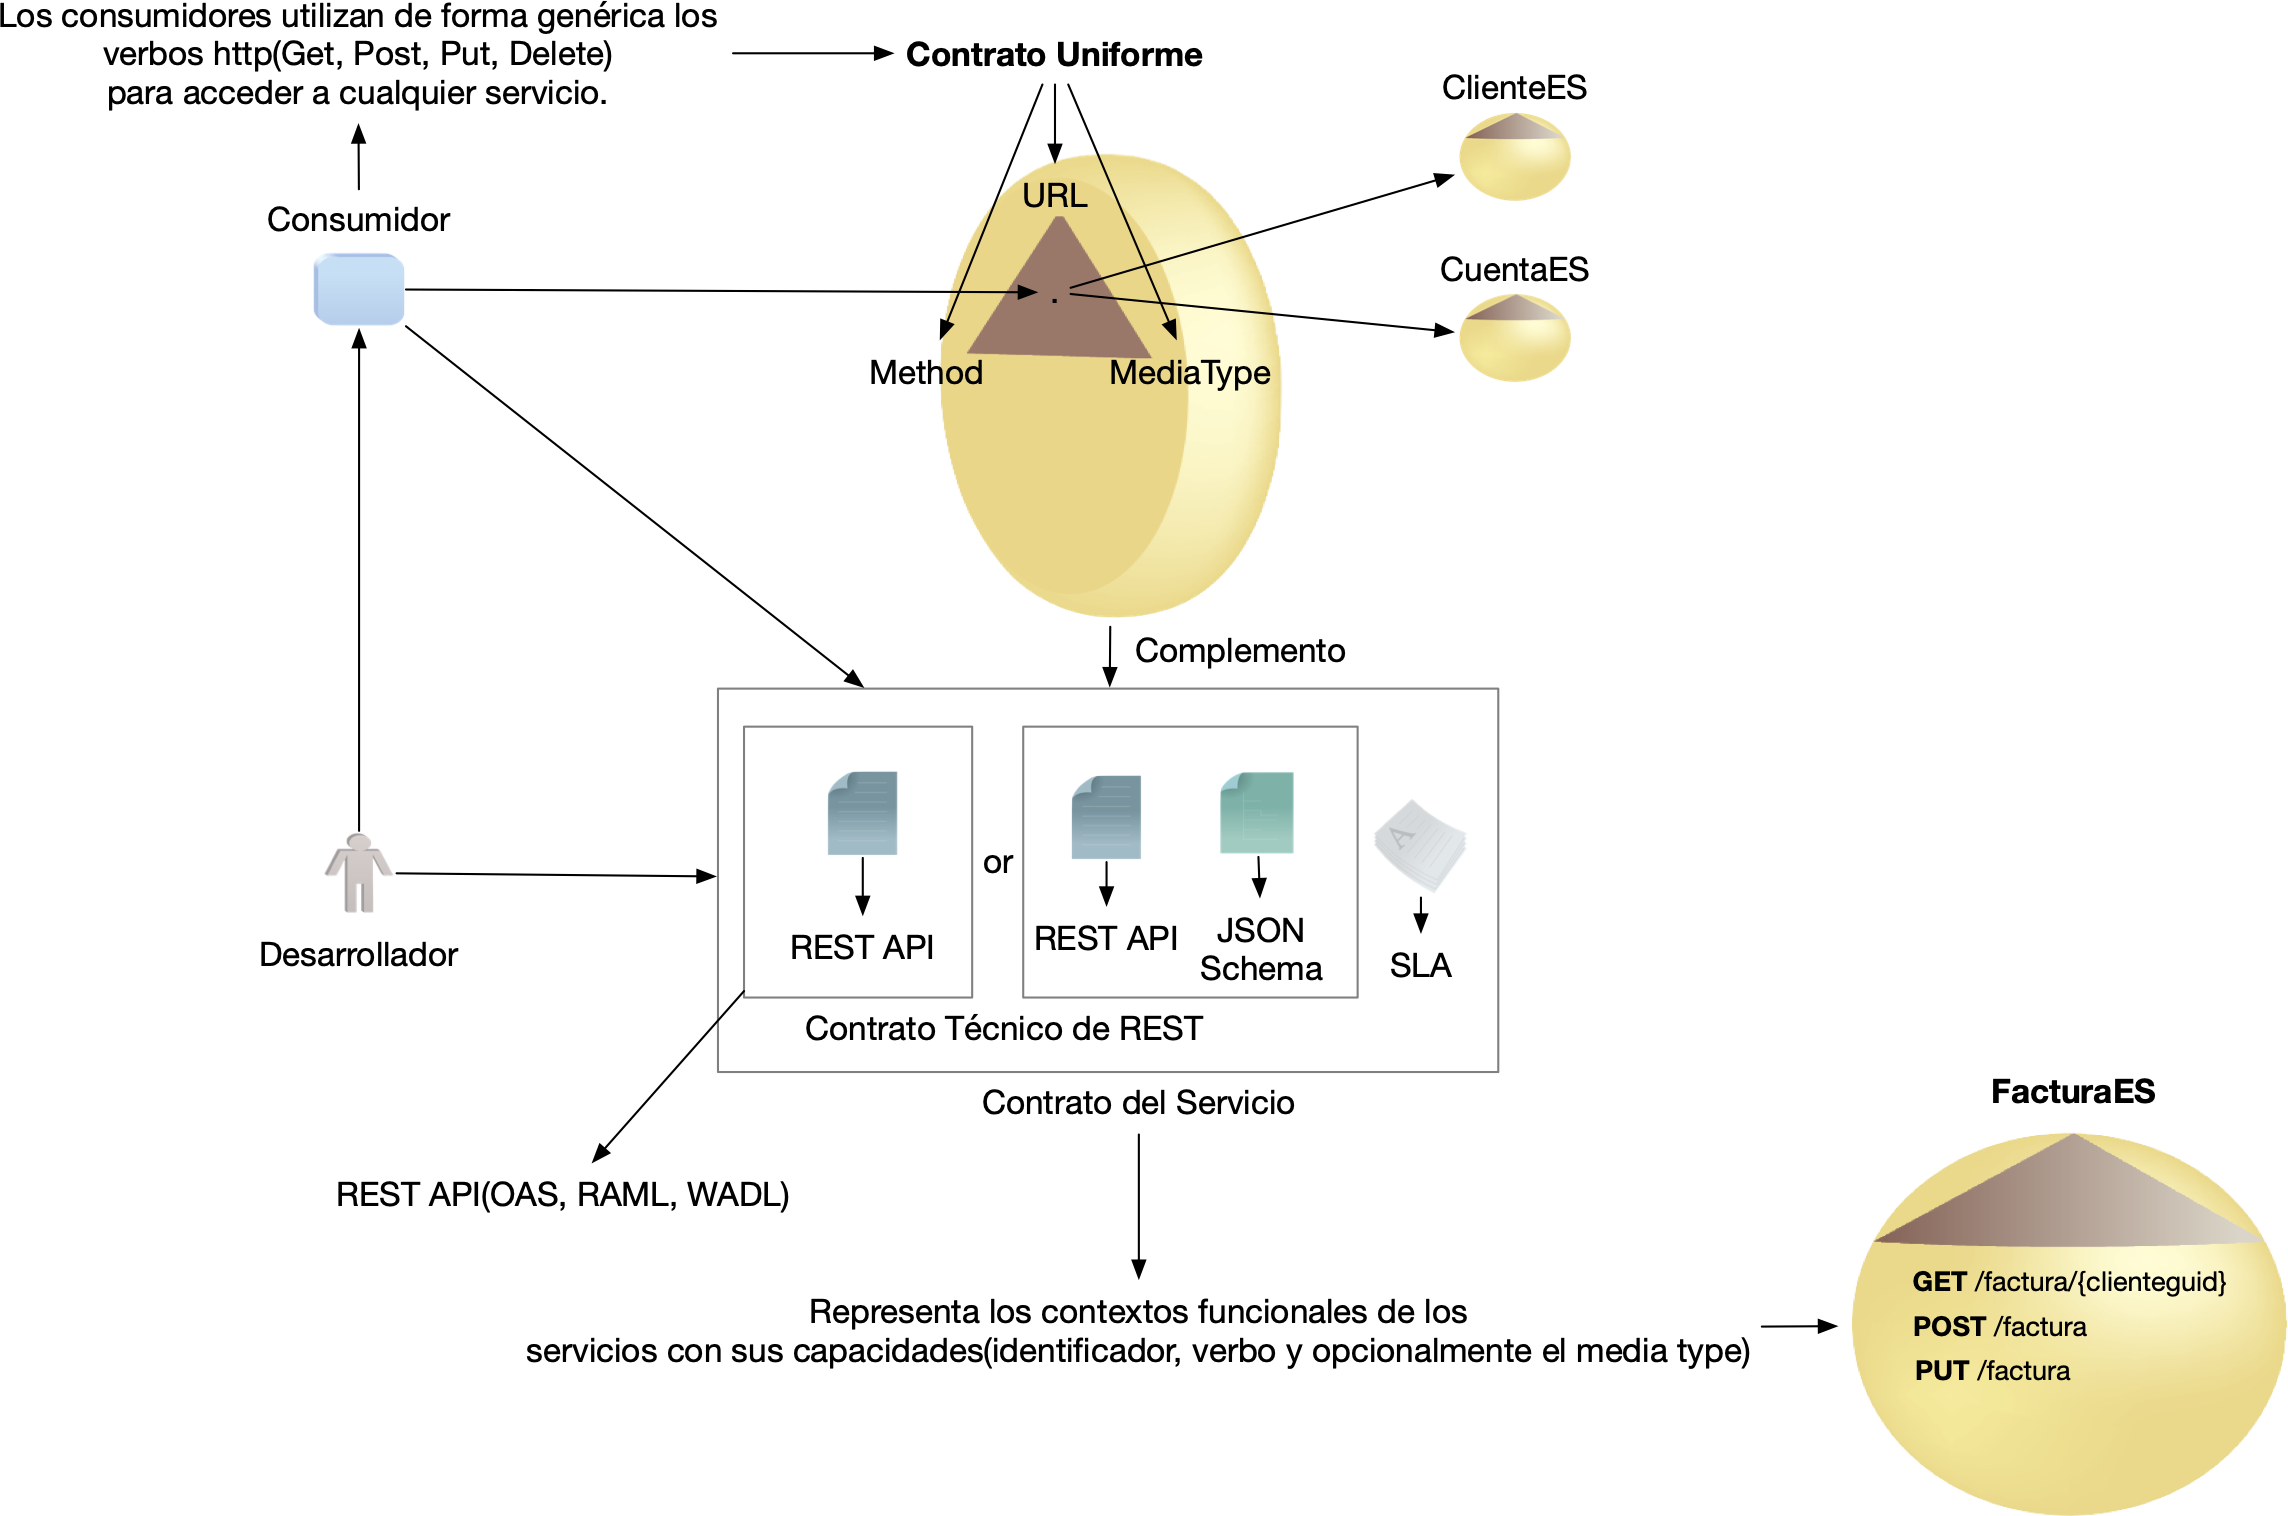 Los consumidores utilizan de forma genérica los
verbos http(Get, Post, Put, Delete)
para acceder a cualquier servicio.
Contrato Uniforme
ClienteES
URL
Consumidor
CuentaES
.
Method
MediaType
Complemento
or
REST API
REST API
JSON
Schema
SLA
Desarrollador
Contrato Técnico de REST
Contrato del Servicio
REST API(OAS, RAML, WADL)
FacturaES
GET /factura/{clienteguid}
POST /factura
PUT /factura
Representa los contextos funcionales de los
servicios con sus capacidades(identificador, verbo y opcionalmente el media type)